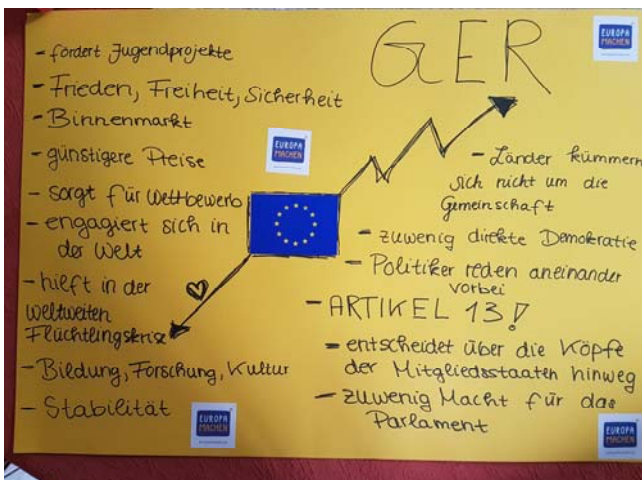 GER
- fördert Jugendprojekte
- Frieden, Freiheit, Sicherheit
- Binnenmarkt
- günstigere Preise
- sorgt für Wettbewerb
- engagiert sich in
der Welt
- hilft in der
weltweiten
Flüchtlingskrise
- Bildung, Forschung, Kultur
- Stabilität
- Länder kümmern
sich nicht um die
Gemeinschaft
- zuwenig direkte Demokratie
- Politiker reden aneinander
vorbei
- ARTIKEL 13!
- entscheidet über die Köpfe
der Mitgliedsstaaten hinweg
- zuwenig Macht für das
Parlament
EUROPA
MACHEN
EUROPA
MACHEN
EUROPA
MACHEN
EUROPA
MACHEN